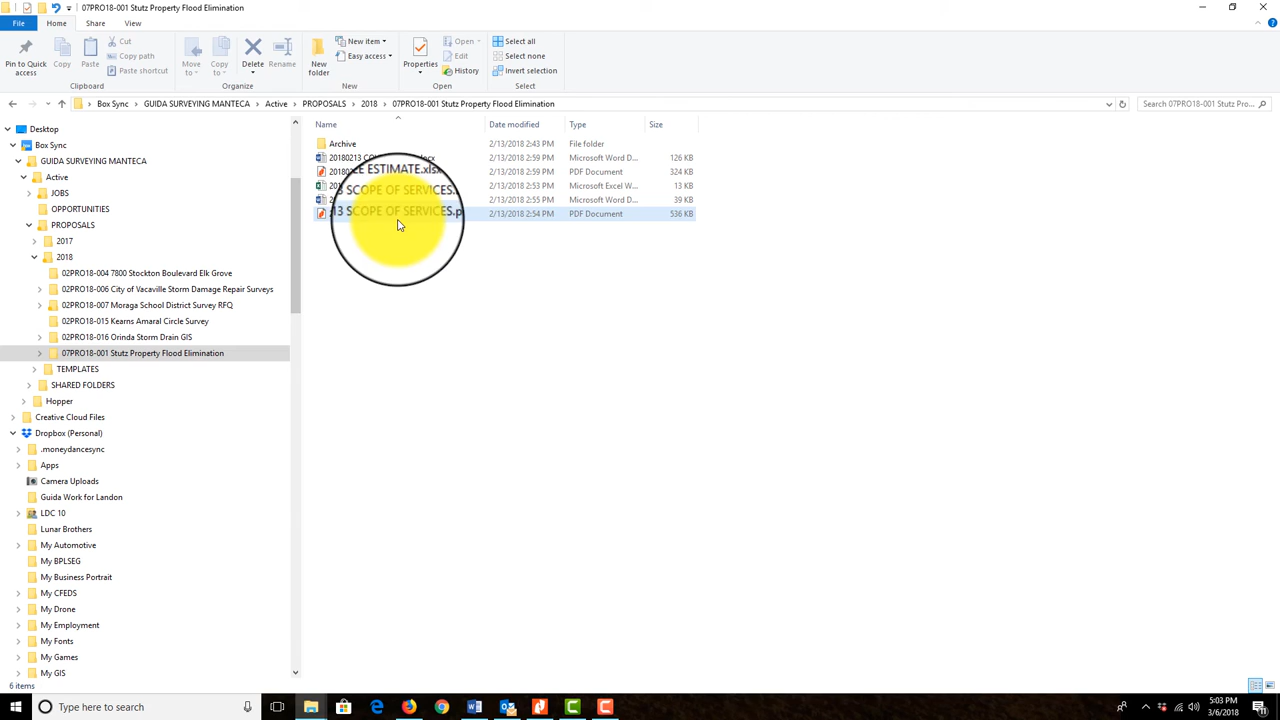 07PRO18-001 Stutz Property Flood Elimination
File Home Share View
Pin to Quick access
Copy
Paste
Cut
Copy path
Paste shortcut
Clipboard
Move to
Copy to
Delete
Rename
Organize
New folder
New item
Easy access
New
Properties
Open
Edit
History
Open
Select all
Select none
Invert selection
Select
Box Sync GUIDA SURVEYING MANTECA Active PROPOSALS 2018 07PRO18-001 Stutz Property Flood Elimination
Search 07PRO18-001 Stutz Pro...
Name Date modified Type Size
Archive 2/13/2018 2:43 PM File folder
20180213 2/13/2018 2:59 PM Microsoft Word D... 126 KB
2/13/2018 2:59 PM PDF Document 324 KB
2/13/2018 2:53 PM Microsoft Excel W... 13 KB
2/13/2018 2:55 PM Microsoft Word D... 39 KB
2/13/2018 2:54 PM PDF Document 536 KB
ESTIMATE.xlsx
3 SCOPE OF SERVICES.
13 SCOPE OF SERVICES.p
Desktop
Box Sync
GUIDA SURVEYING MANTECA
Active
JOBS
OPPORTUNITIES
PROPOSALS
2017
2018
02PRO18-004 7800 Stockton Boulevard Elk Grove
02PRO18-006 City of Vacaville Storm Damage Repair Surveys
02PRO18-007 Moraga School District Survey RFQ
02PRO18-015 Kearns Amaral Circle Survey
02PRO18-016 Orinda Storm Drain GIS
07PRO18-001 Stutz Property Flood Elimination
TEMPLATES
SHARED FOLDERS
Hopper
Creative Cloud Files
Dropbox (Personal)
.moneydancesync
Apps
Camera Uploads
Guida Work for Landon
LDC 10
Lunar Brothers
My Automotive
My BPLSEG
My Business Portrait
My CFEDS
My Drone
My Employment
My Fonts
My Games
My GIS
6 items
Type here to search
5:03 PM
3/6/2018